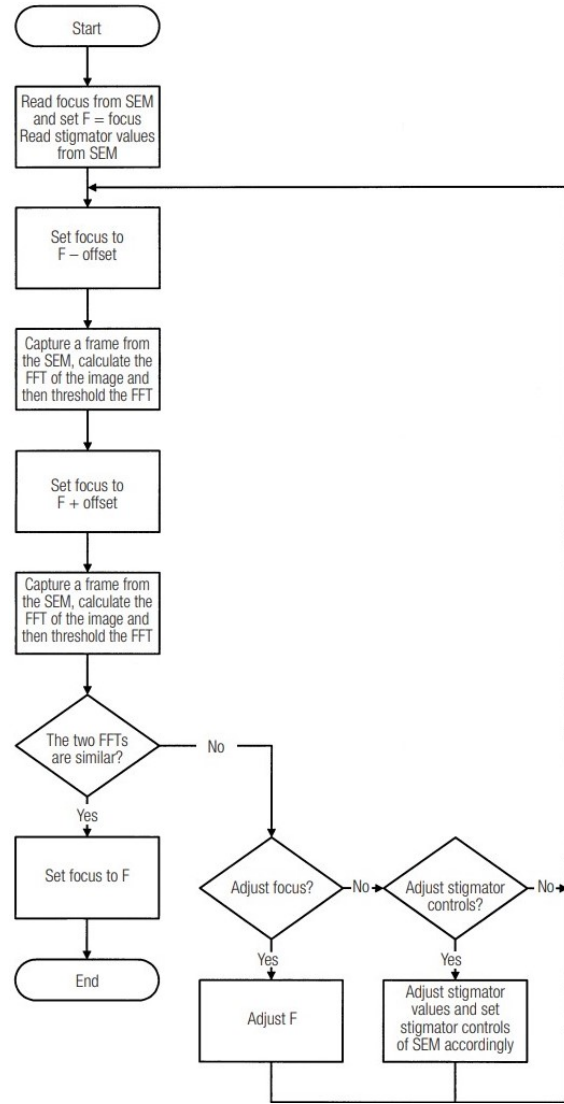 Start
Read focus from SEM
and set F = focus
Read stigmator values
from SEM
Set focus to
F – offset
Capture a frame from
the SEM, calculate the
FFT of the image and
then threshold the FFT
Set focus to
F + offset
Capture a frame from
the SEM, calculate the
FFT of the image and
then threshold the FFT
The two FFTs
are similar?
No
Yes
Set focus to F
Adjust focus?
No
Adjust stigmator
controls?
No
Yes
Yes
End
Adjust F
Adjust stigmator
values and set
stigmator controls
of SEM accordingly